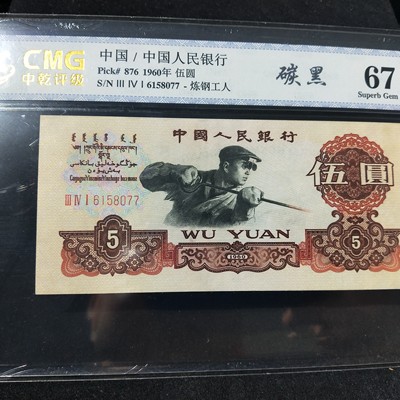 CMG
中乾评级
中国 / 中国人民银行
Pick# 876 1960年 伍圆
S/N III IV I 6158077 - 炼钢工人
碳黑
67
Superb Gem
中国人民银行
III IV I 6158077
伍圓
5
WU YUAN
1960
5